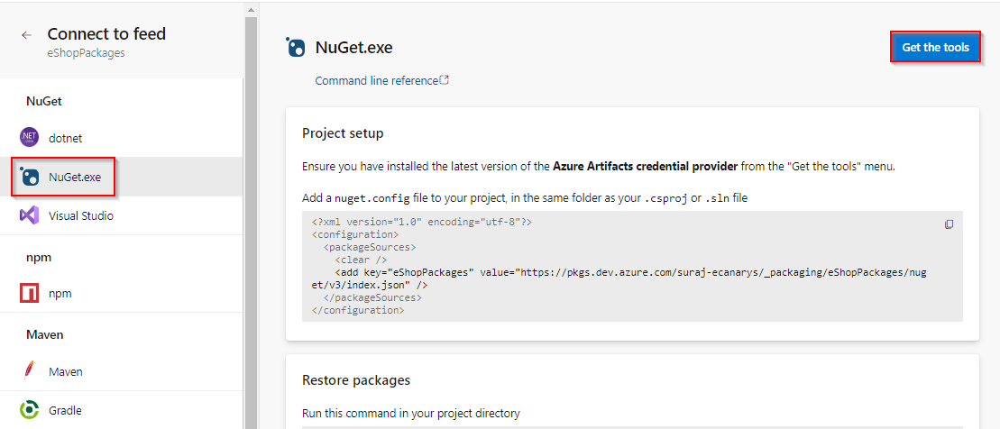 Connect to feed
eShopPackages
NuGet
dotnet
NuGet.exe
Visual Studio
npm
npm
Maven
Maven
Gradle
NuGet.exe
Get the tools
Command line reference
Project setup
Ensure you have installed the latest version of the Azure Artifacts credential provider from the "Get the tools" menu.
Add a nuget.config file to your project, in the same folder as your .csproj or .sln file
<?xml version="1.0" encoding="utf-8"?>
<configuration>
  <packageSources>
    <clear />
    <add key="eShopPackages" value="https://pkgs.dev.azure.com/suraj-ecanarys/_packaging/eShopPackages/nug
et/v3/index.json" />
  </packageSources>
</configuration>
Restore packages
Run this command in your project directory